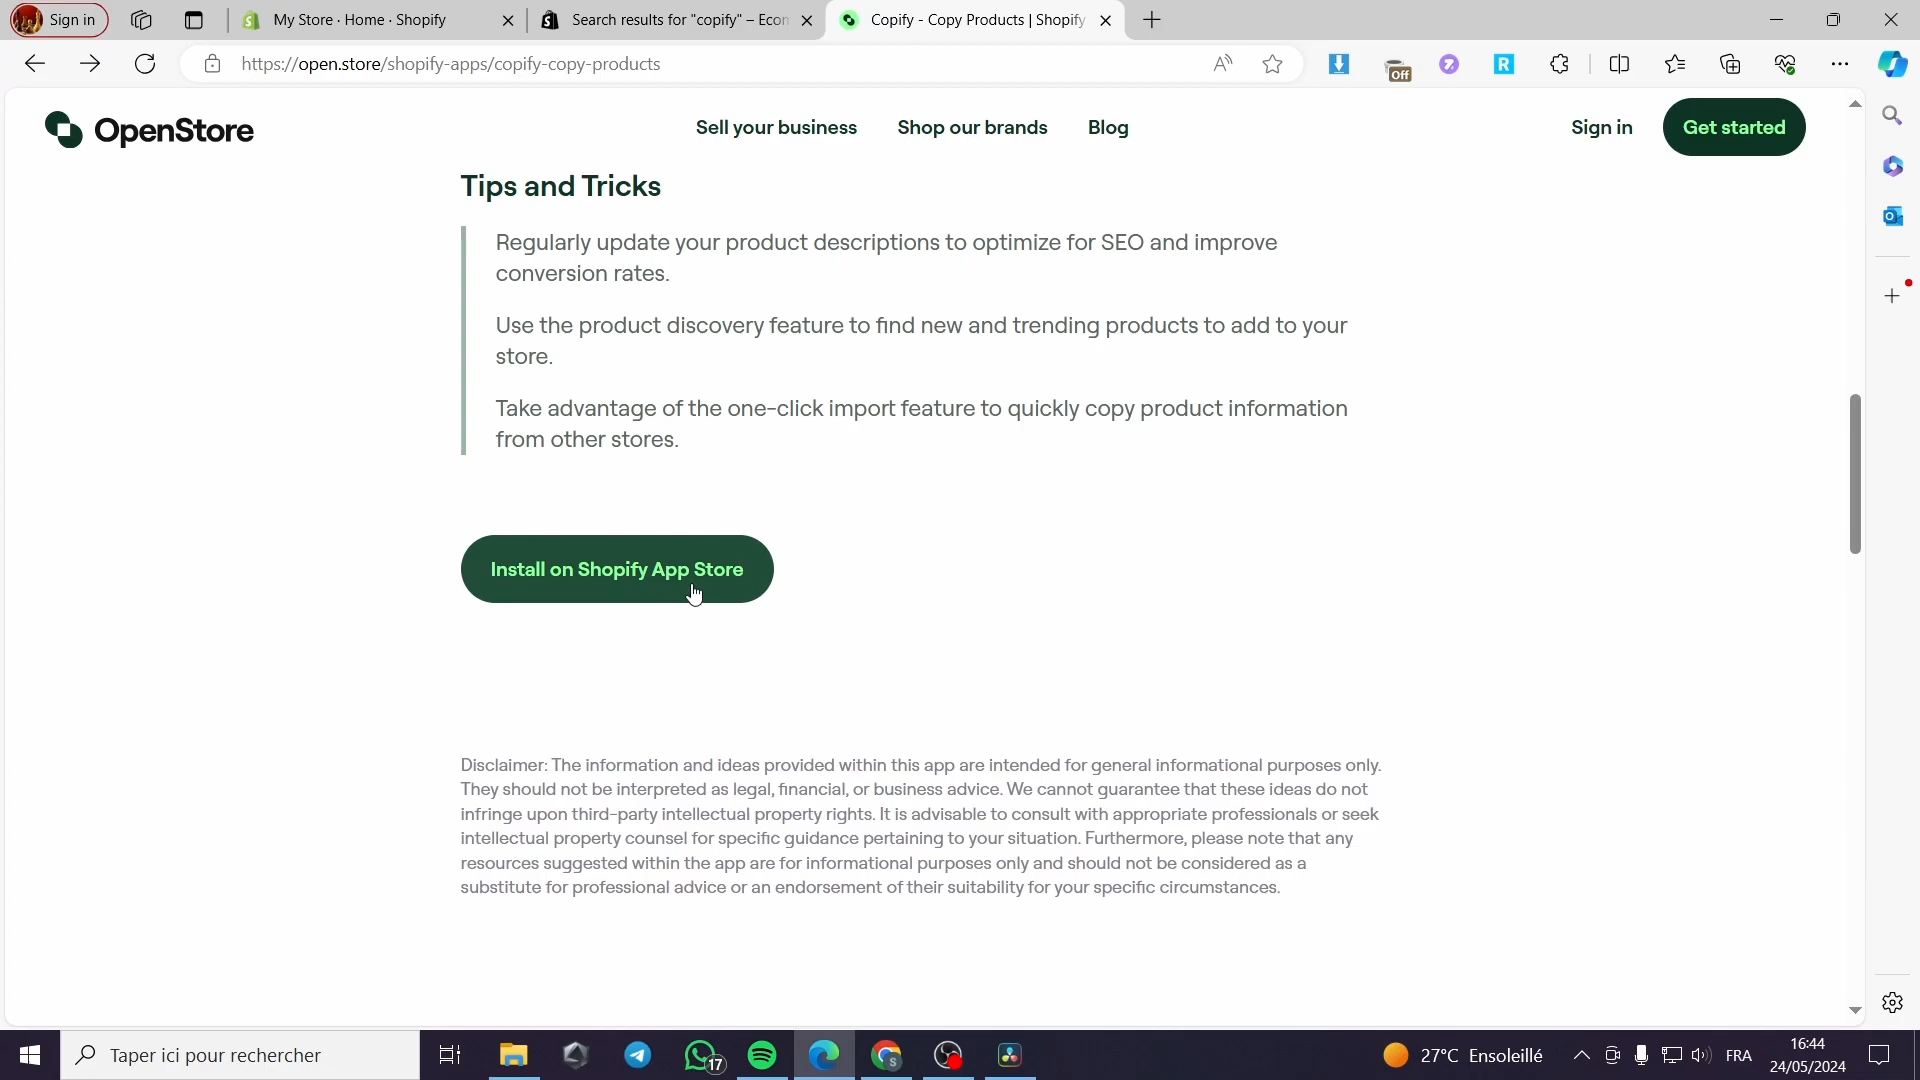 Sign in
My Store · Home · Shopify
Search results for "copify" – Econ
Copify - Copy Products | Shopify
https://open.store/shopify-apps/copify-copy-products
Off
OpenStore
Sell your business
Shop our brands
Blog
Sign in
Get started
Tips and Tricks
Regularly update your product descriptions to optimize for SEO and improve
conversion rates.
Use the product discovery feature to find new and trending products to add to your
store.
Take advantage of the one-click import feature to quickly copy product information
from other stores.
Install on Shopify App Store
Disclaimer: The information and ideas provided within this app are intended for general informational purposes only.
They should not be interpreted as legal, financial, or business advice. We cannot guarantee that these ideas do not
infringe upon third-party intellectual property rights. It is advisable to consult with appropriate professionals or seek
intellectual property counsel for specific guidance pertaining to your situation. Furthermore, please note that any
resources suggested within the app are for informational purposes only and should not be considered as a
substitute for professional advice or an endorsement of their suitability for your specific circumstances.
Taper ici pour rechercher
17
27°C Ensoleillé
FRA
16:44
24/05/2024